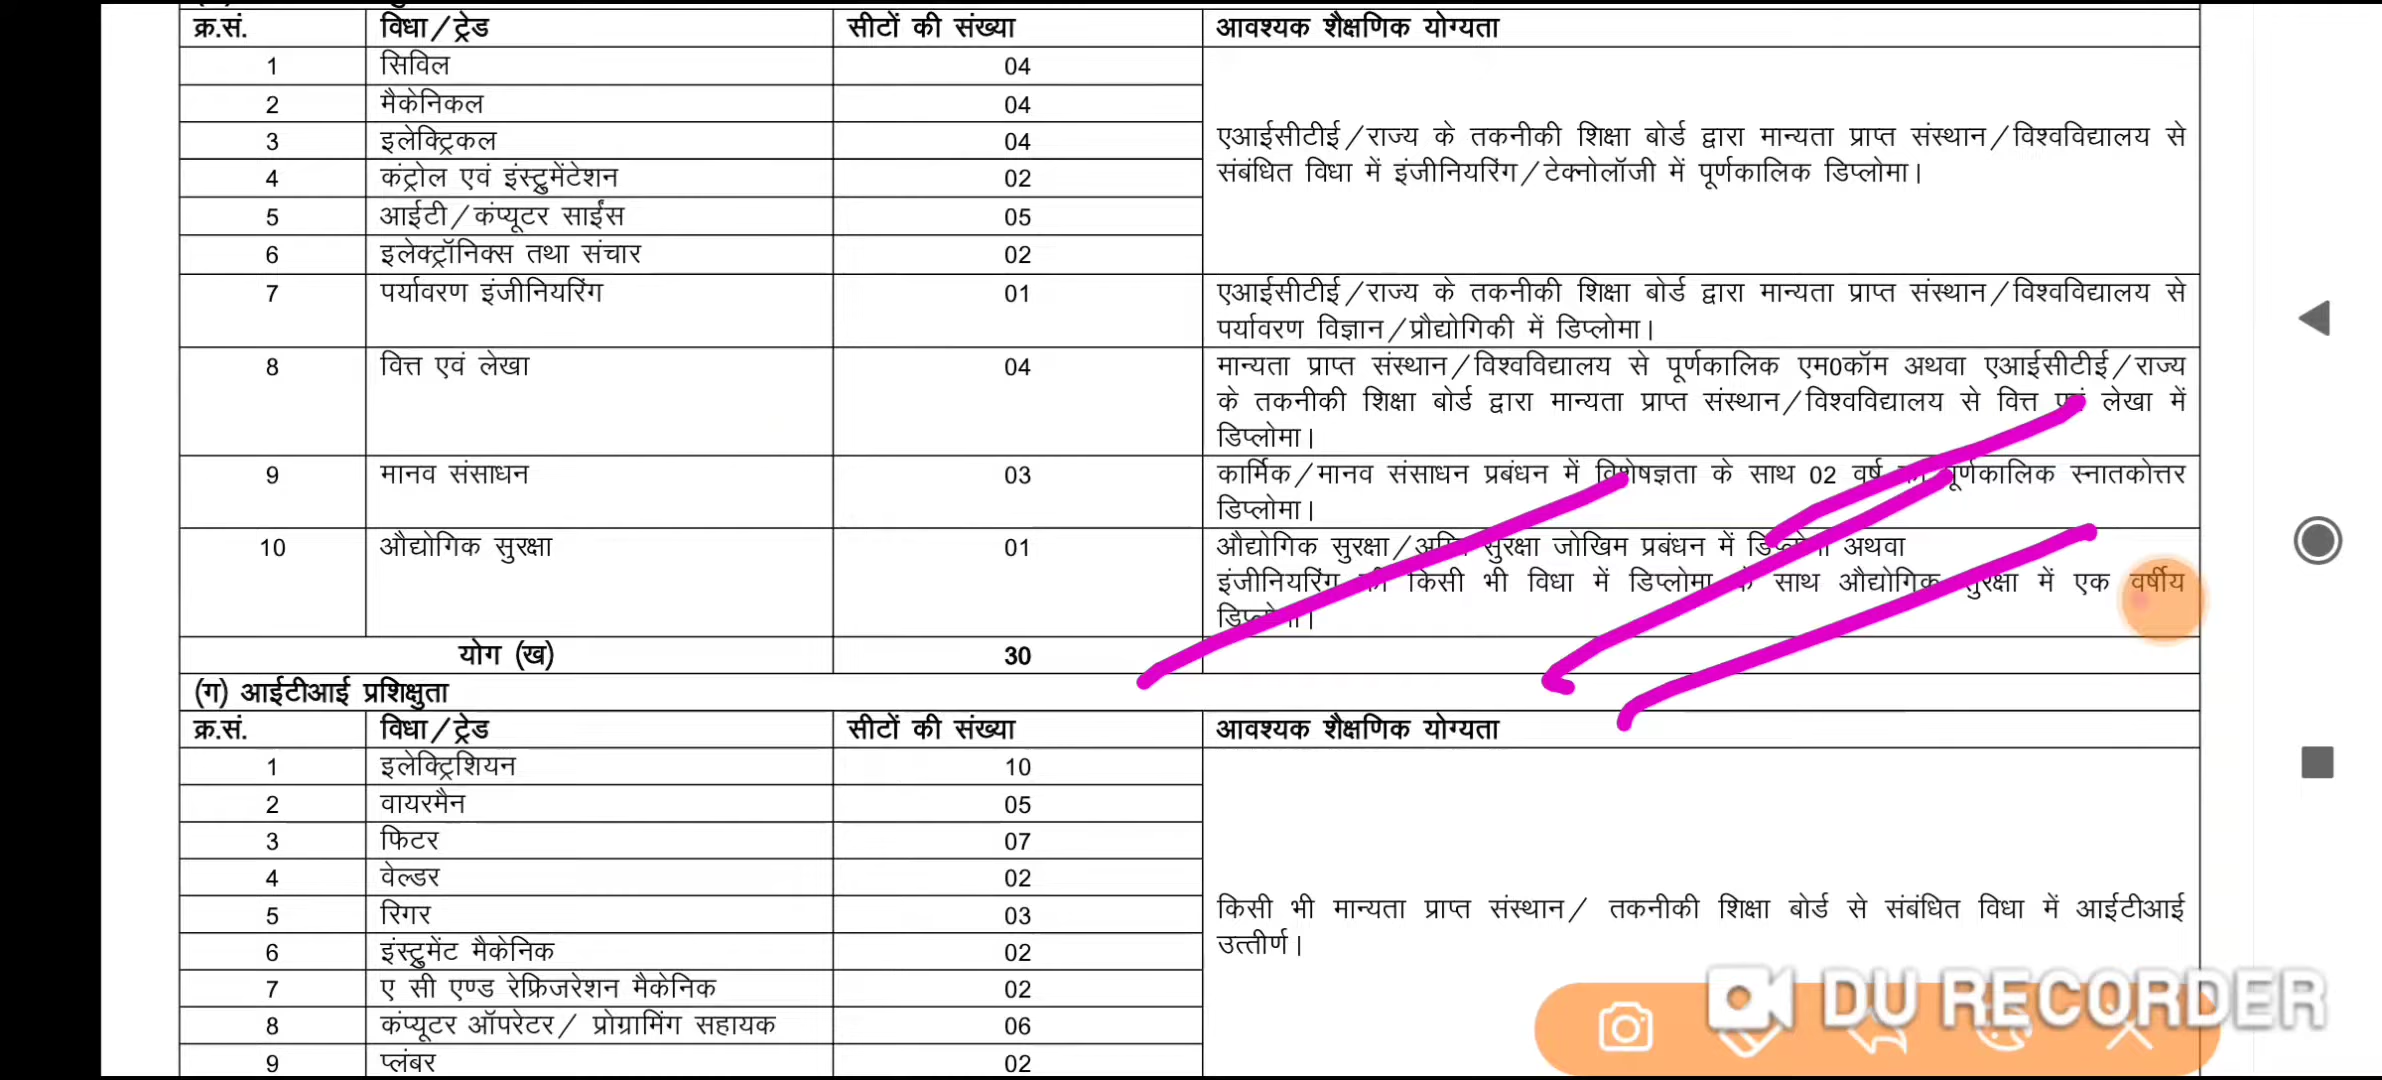 क्र.सं. विधा/ट्रेड सीटों की संख्या आवश्यक शैक्षणिक योग्यता
1 सिविल 04
2 मैकेनिकल 04
3 इलेक्ट्रिकल 04
एआईसीटीई/राज्य के तकनीकी शिक्षा बोर्ड द्वारा मान्यता प्राप्त संस्थान/विश्वविद्यालय से
संबंधित विधा में इंजीनियरिंग/टेक्नोलॉजी में पूर्णकालिक डिप्लोमा।
4 कंट्रोल एवं इंस्ट्रुमेंटेशन 02
5 आईटी/कंप्यूटर साईंस 05
6 इलेक्ट्रॉनिक्स तथा संचार 02
7 पर्यावरण इंजीनियरिंग 01 एआईसीटीई/राज्य के तकनीकी शिक्षा बोर्ड द्वारा मान्यता प्राप्त संस्थान/विश्वविद्यालय से
पर्यावरण विज्ञान/प्रौद्योगिकी में डिप्लोमा।
8 वित्त एवं लेखा 04 मान्यता प्राप्त संस्थान/विश्वविद्यालय से पूर्णकालिक एम0कॉम अथवा एआईसीटीई/राज्य
के तकनीकी शिक्षा बोर्ड द्वारा मान्यता प्राप्त संस्थान/विश्वविद्यालय से वित्त एवं लेखा में
डिप्लोमा।
9 मानव संसाधन 03 कार्मिक/मानव संसाधन प्रबंधन में विशेषज्ञता के साथ 02 वर्ष का पूर्णकालिक स्नातकोत्तर
डिप्लोमा।
10 औद्योगिक सुरक्षा 01 औद्योगिक सुरक्षा/अग्नि सुरक्षा जोखिम प्रबंधन में डिप्लोमा अथवा
इंजीनियरिंग की किसी भी विधा में डिप्लोमा के साथ औद्योगिक सुरक्षा में एक वर्षीय
डिप्लोमा।
योग (ख) 30
(ग) आईटीआई प्रशिक्षुता
क्र.सं. विधा/ट्रेड सीटों की संख्या आवश्यक शैक्षणिक योग्यता
1 इलेक्ट्रिशियन 10
2 वायरमैन 05
3 फिटर 07
4 वेल्डर 02
5 रिगर 03
किसी भी मान्यता प्राप्त संस्थान/ तकनीकी शिक्षा बोर्ड से संबंधित विधा में आईटीआई
उत्तीर्ण।
6 इंस्ट्रुमेंट मैकेनिक 02
7 ए सी एण्ड रेफ्रिजरेशन मैकेनिक 02
8 कंप्यूटर ऑपरेटर/ प्रोग्रामिंग सहायक 06
9 प्लंबर 02
DU RECORDER